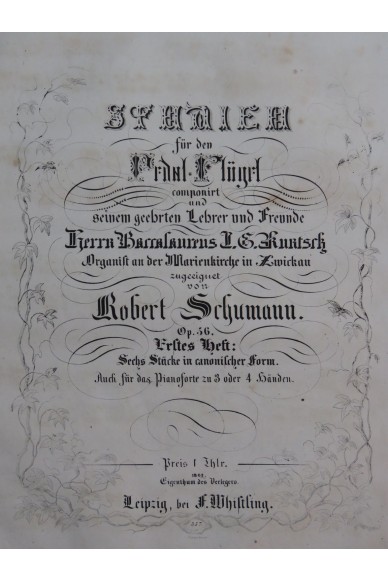 STUDIEN
für den
Pedal-Flügel
componirt
und
seinem geehrten Lehrer und Freunde
Herrn Baccalaureus I. G. Kuntsch
Organist an der Marienkirche in Zwickau
zugeeignet
von
Robert Schumann.
Op. 56.
Erstes Heft:
Sechs Stücke in canonischer Form.
Auch für das Pianoforte zu 3 oder 4 Händen.
Preis 1 Thlr.
Eigenthum des Verlegers.
Leipzig, bei F. Whistling.